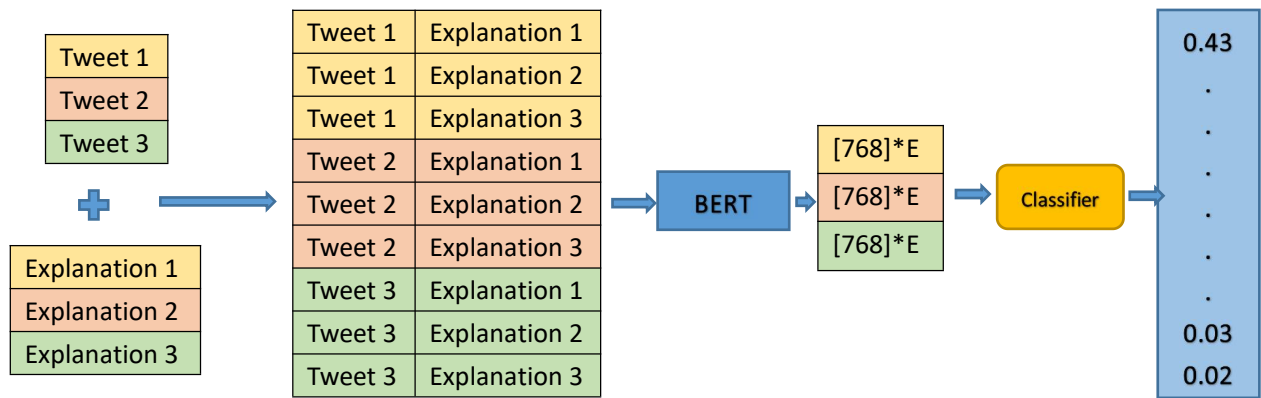 Tweet 1
Tweet 2
Tweet 3
Explanation 1
Explanation 2
Explanation 3
Tweet 1 Explanation 1
Tweet 1 Explanation 2
Tweet 1 Explanation 3
Tweet 2 Explanation 1
Tweet 2 Explanation 2
Tweet 2 Explanation 3
Tweet 3 Explanation 1
Tweet 3 Explanation 2
Tweet 3 Explanation 3
BERT
[768]*E
[768]*E
[768]*E
Classifier
0.43
.
.
.
.
.
.
0.03
0.02